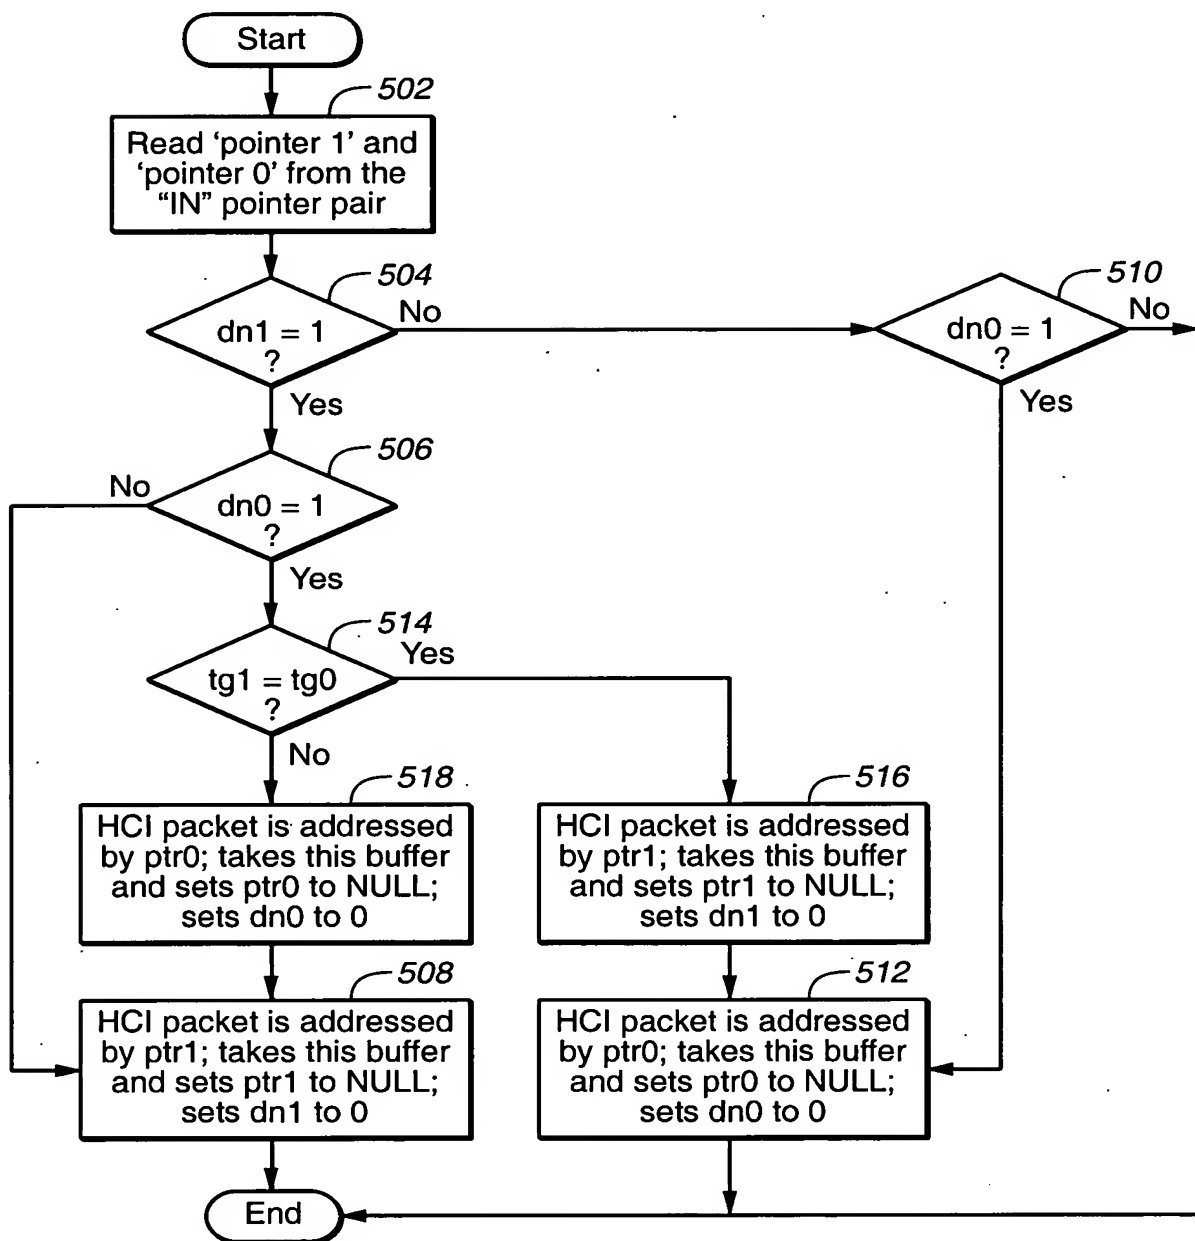 Start
502
Read ‘pointer 1’ and
‘pointer 0’ from the
“IN” pointer pair
504
dn1 = 1
?
No
Yes
510
dn0 = 1
?
No
Yes
506
No
dn0 = 1
?
Yes
514
tg1 = tg0
?
Yes
No
518
HCI packet is addressed
by ptr0; takes this buffer
and sets ptr0 to NULL;
sets dn0 to 0
516
HCI packet is addressed
by ptr1; takes this buffer
and sets ptr1 to NULL;
sets dn1 to 0
508
HCI packet is addressed
by ptr1; takes this buffer
and sets ptr1 to NULL;
sets dn1 to 0
512
HCI packet is addressed
by ptr0; takes this buffer
and sets ptr0 to NULL;
sets dn0 to 0
End